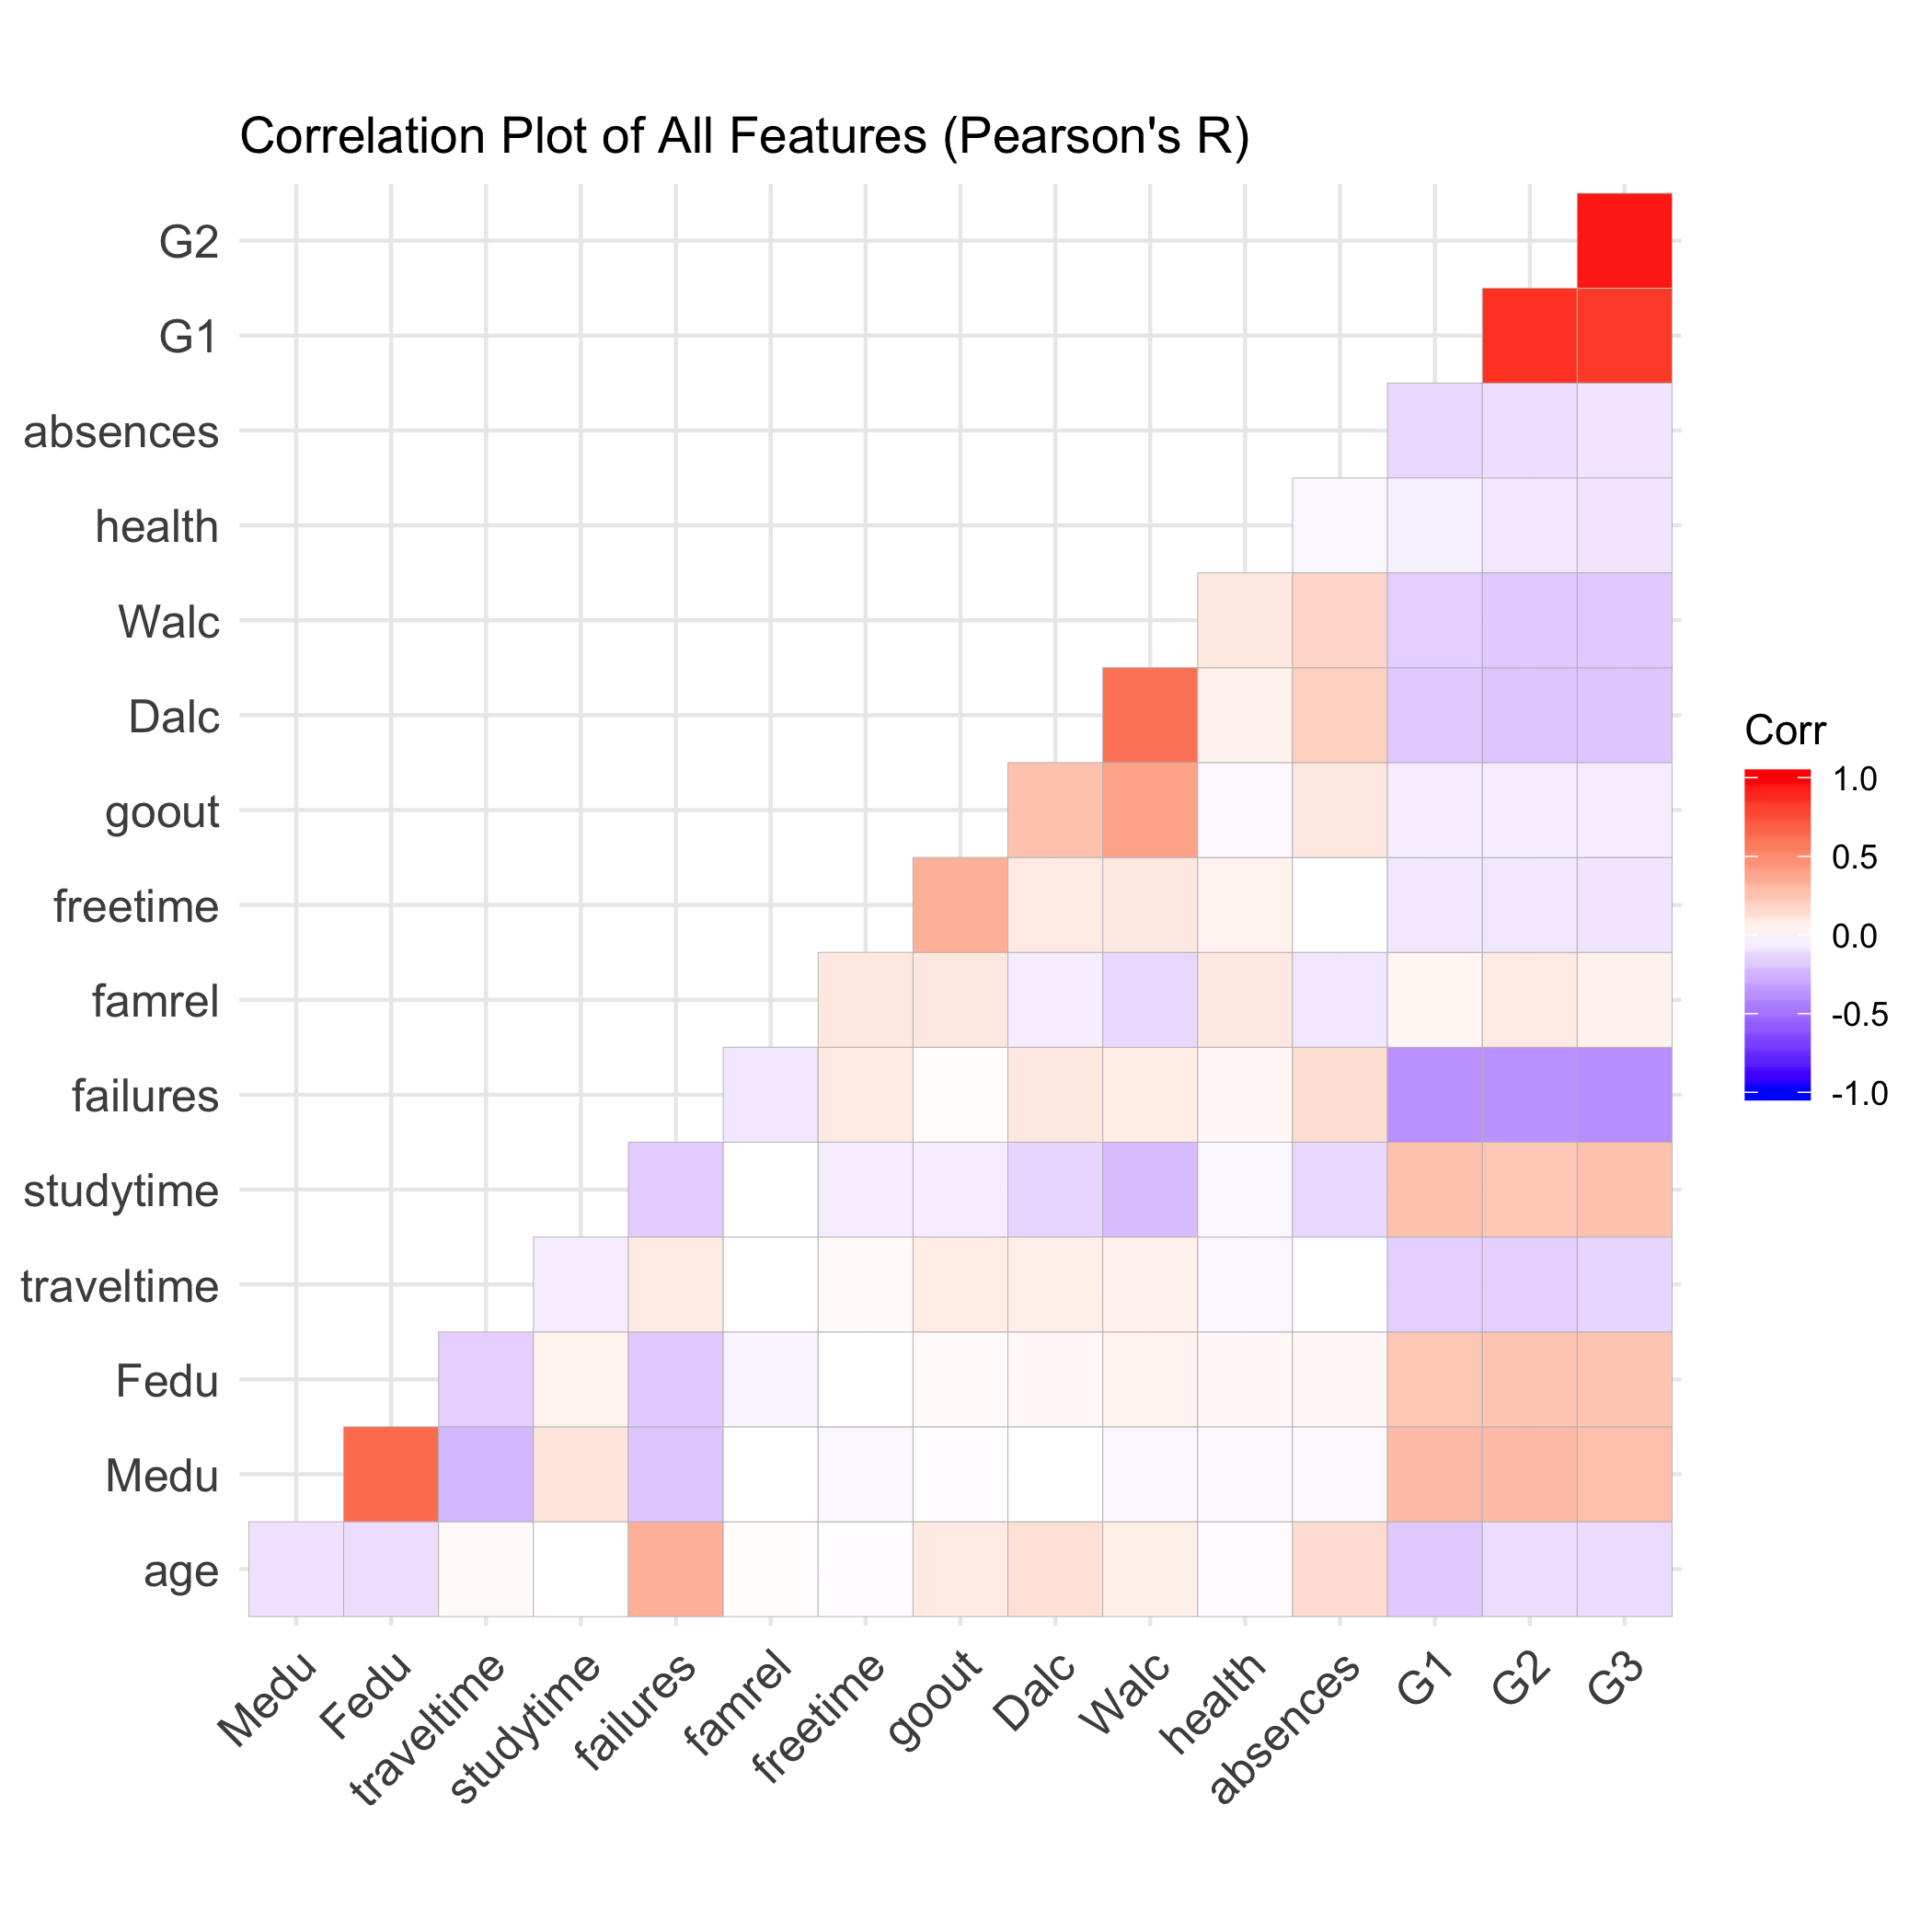 Correlation Plot of All Features (Pearson's R)
G2
G1
absences
health
Walc
Dalc
goout
freetime
famrel
failures
studytime
traveltime
Fedu
Medu
age
Medu
Fedu
traveltime
studytime
failures
famrel
freetime
goout
Dalc
Walc
health
absences
G1
G2
G3
Corr
1.0
0.5
0.0
-0.5
-1.0